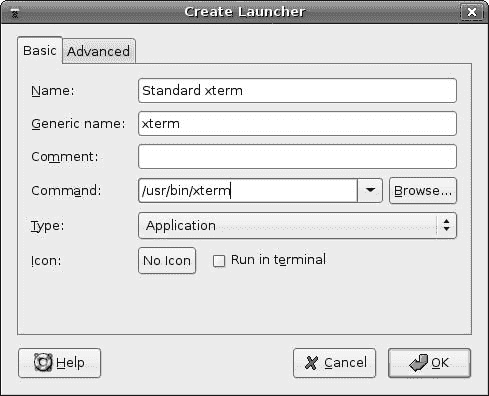 Create Launcher
Basic Advanced
Name: Standard xterm
Generic name: xterm
Comment:
Command: /usr/bin/xterm Browse...
Type: Application
Icon: No Icon Run in terminal
Help Cancel OK